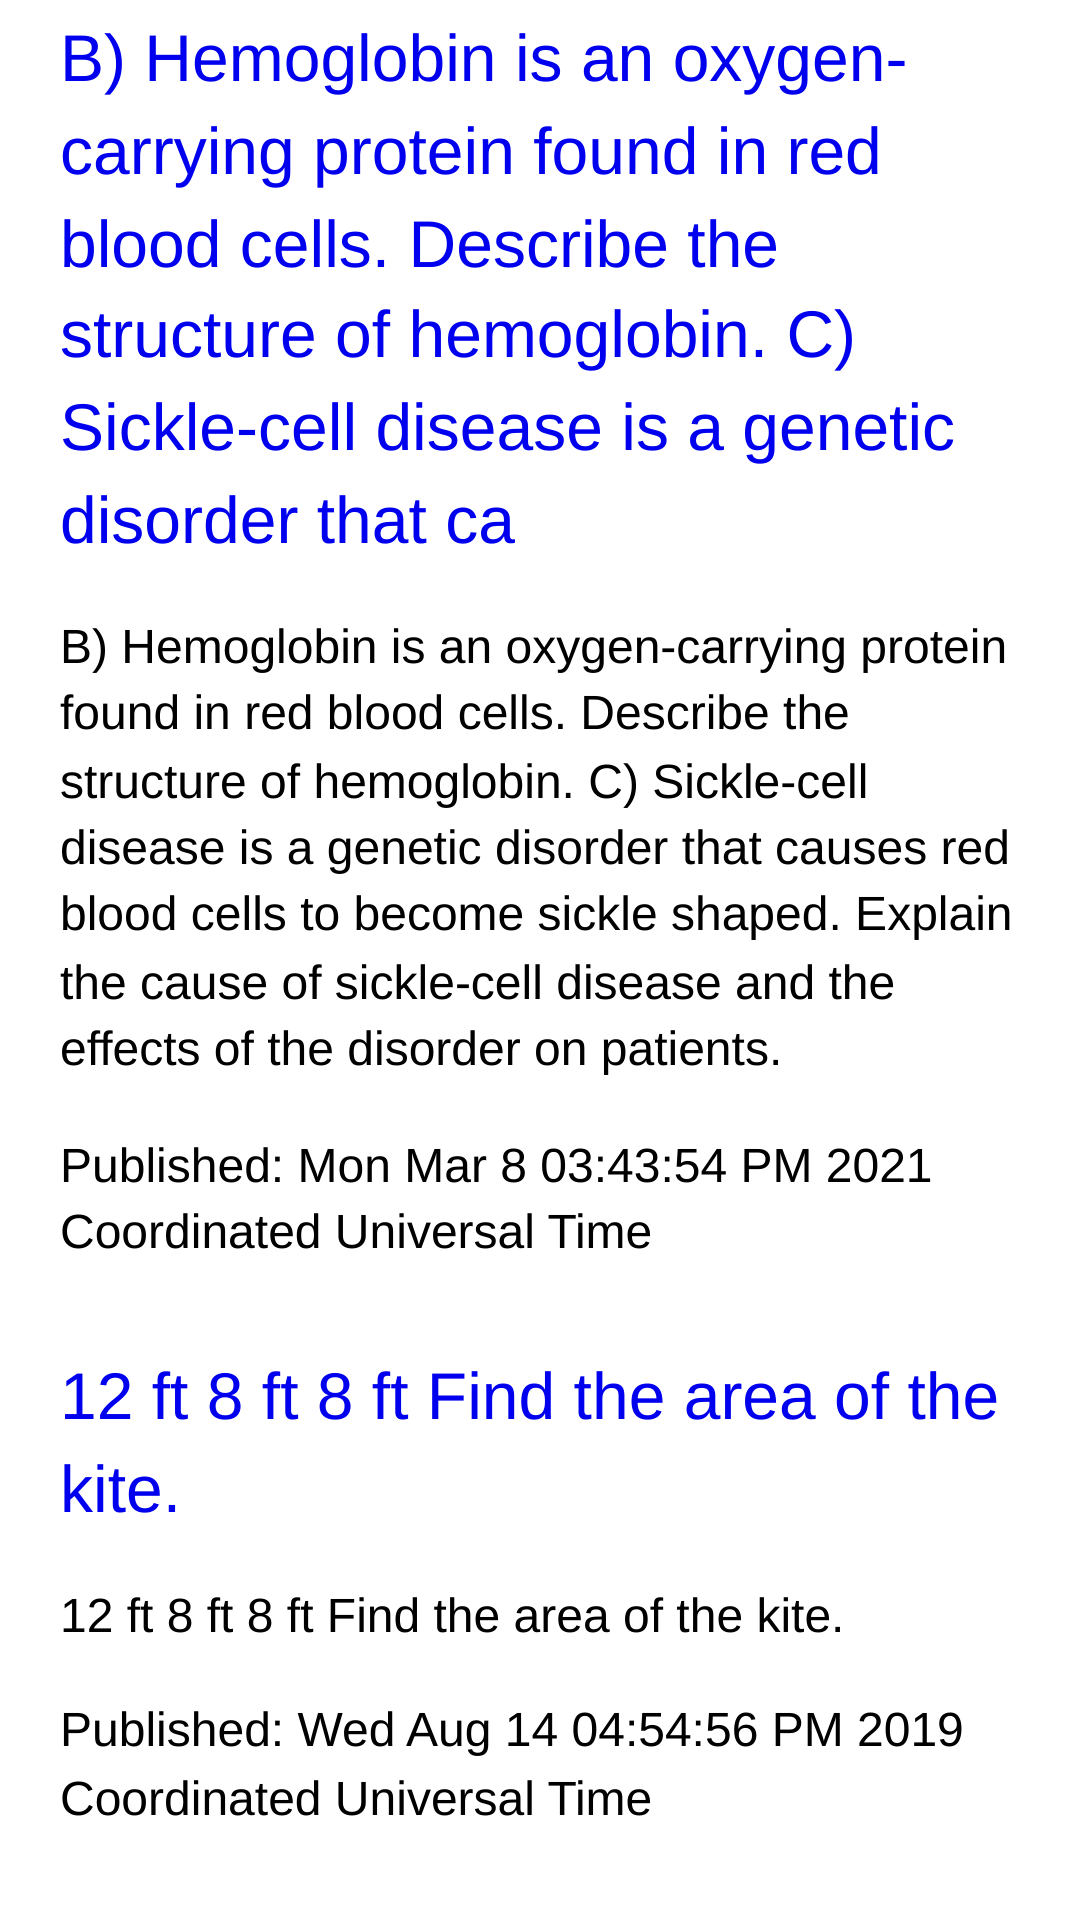 B) Hemoglobin is an oxygen-
carrying protein found in red
blood cells. Describe the
structure of hemoglobin. C)
Sickle-cell disease is a genetic
disorder that ca
B) Hemoglobin is an oxygen-carrying protein
found in red blood cells. Describe the
structure of hemoglobin. C) Sickle-cell
disease is a genetic disorder that causes red
blood cells to become sickle shaped. Explain
the cause of sickle-cell disease and the
effects of the disorder on patients.
Published: Mon Mar 8 03:43:54 PM 2021
Coordinated Universal Time
12 ft 8 ft 8 ft Find the area of the
kite.
12 ft 8 ft 8 ft Find the area of the kite.
Published: Wed Aug 14 04:54:56 PM 2019
Coordinated Universal Time